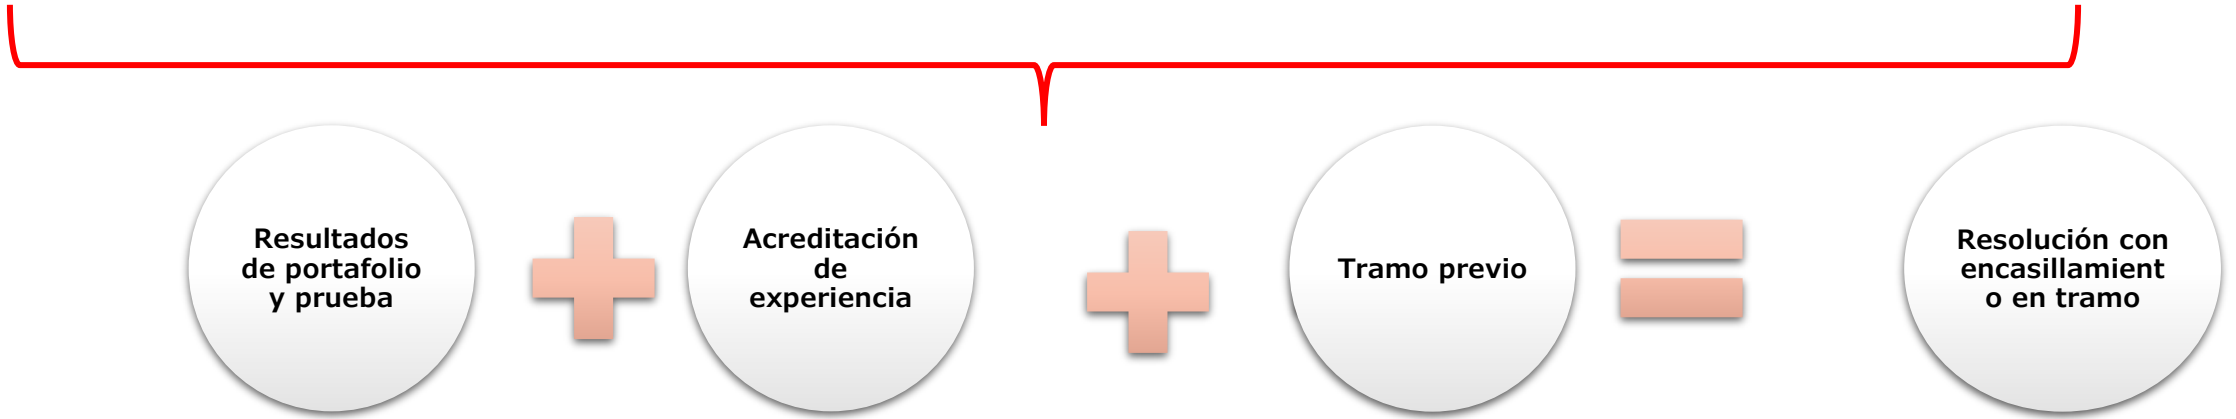 Resultados
de portafolio
y prueba
Acreditación
de
experiencia
Tramo previo
Resolución con
encasillamient
o en tramo